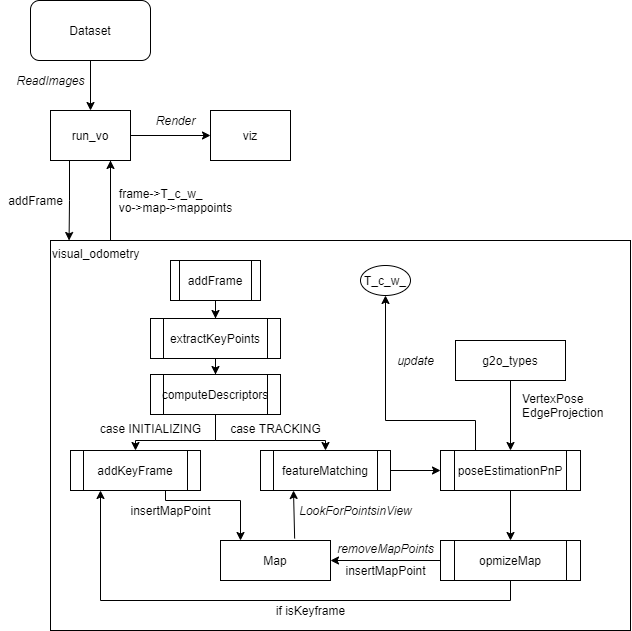 Dataset
ReadImages
run_vo
Render
viz
addFrame
frame->T_c_w_
vo->map->mappoints
visual_odometry
addFrame
T_c_w_
extractKeyPoints
update
g2o_types
computeDescriptors
VertexPose
EdgeProjection
case INITIALIZING
case TRACKING
addKeyFrame
featureMatching
poseEstimationPnP
insertMapPoint
LookForPointsinView
Map
removeMapPoints
insertMapPoint
opmizeMap
if isKeyframe